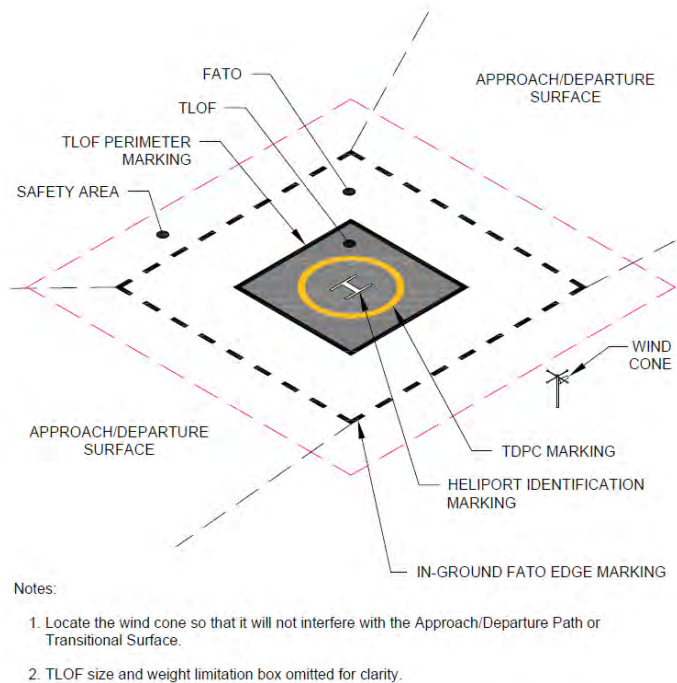 FATO
APPROACH/DEPARTURE
SURFACE
TLOF
TLOF PERIMETER
MARKING
SAFETY AREA
H
WIND
CONE
APPROACH/DEPARTURE
SURFACE
TDPC MARKING
HELIPORT IDENTIFICATION
MARKING
IN-GROUND FATO EDGE MARKING
Notes:
1. Locate the wind cone so that it will not interfere with the Approach/Departure Path or
Transitional Surface.
2. TLOF size and weight limitation box omitted for clarity.